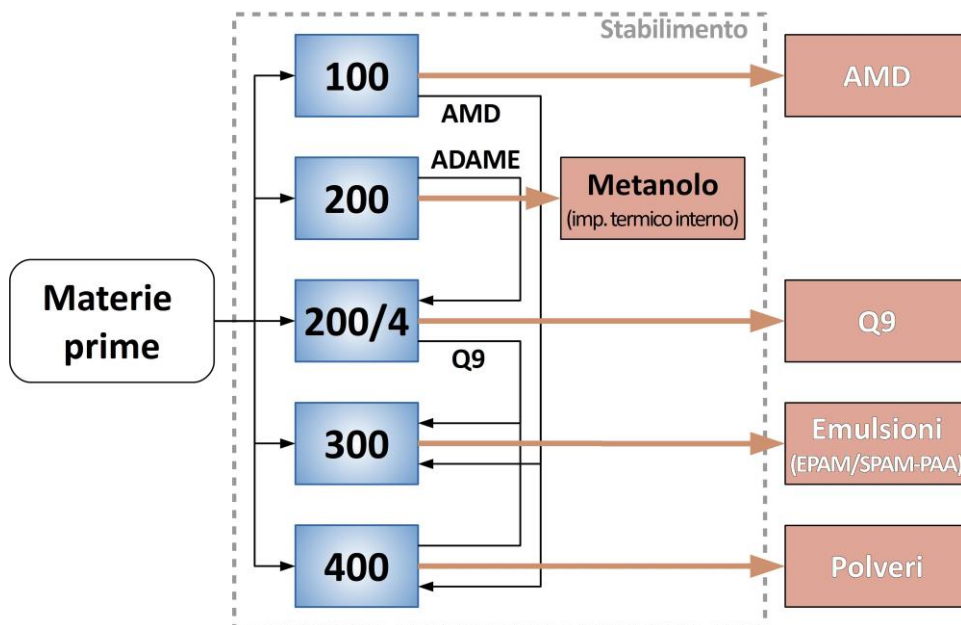 Stabilimento
100
AMD
AMD
ADAME
200
Metanolo
(imp. termico interno)
Materie
prime
200/4
Q9
Q9
300
Emulsioni
(EPAM/SPAM-PAA)
400
Polveri